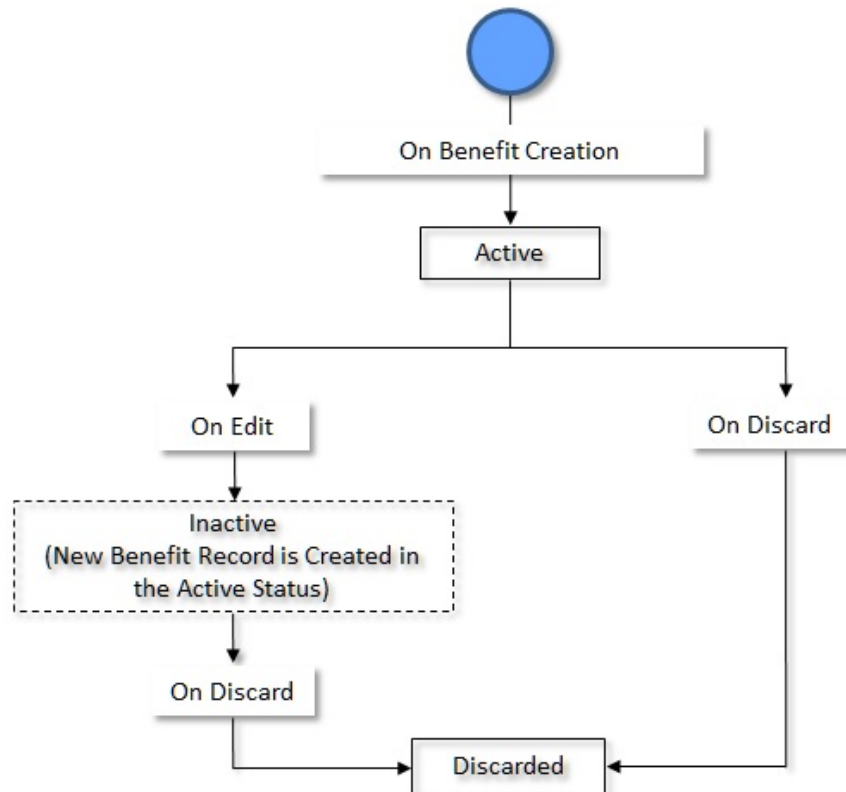 On Benefit Creation
Active
On Edit
On Discard
Inactive
(New Benefit Record is Created in
the Active Status)
On Discard
Discarded